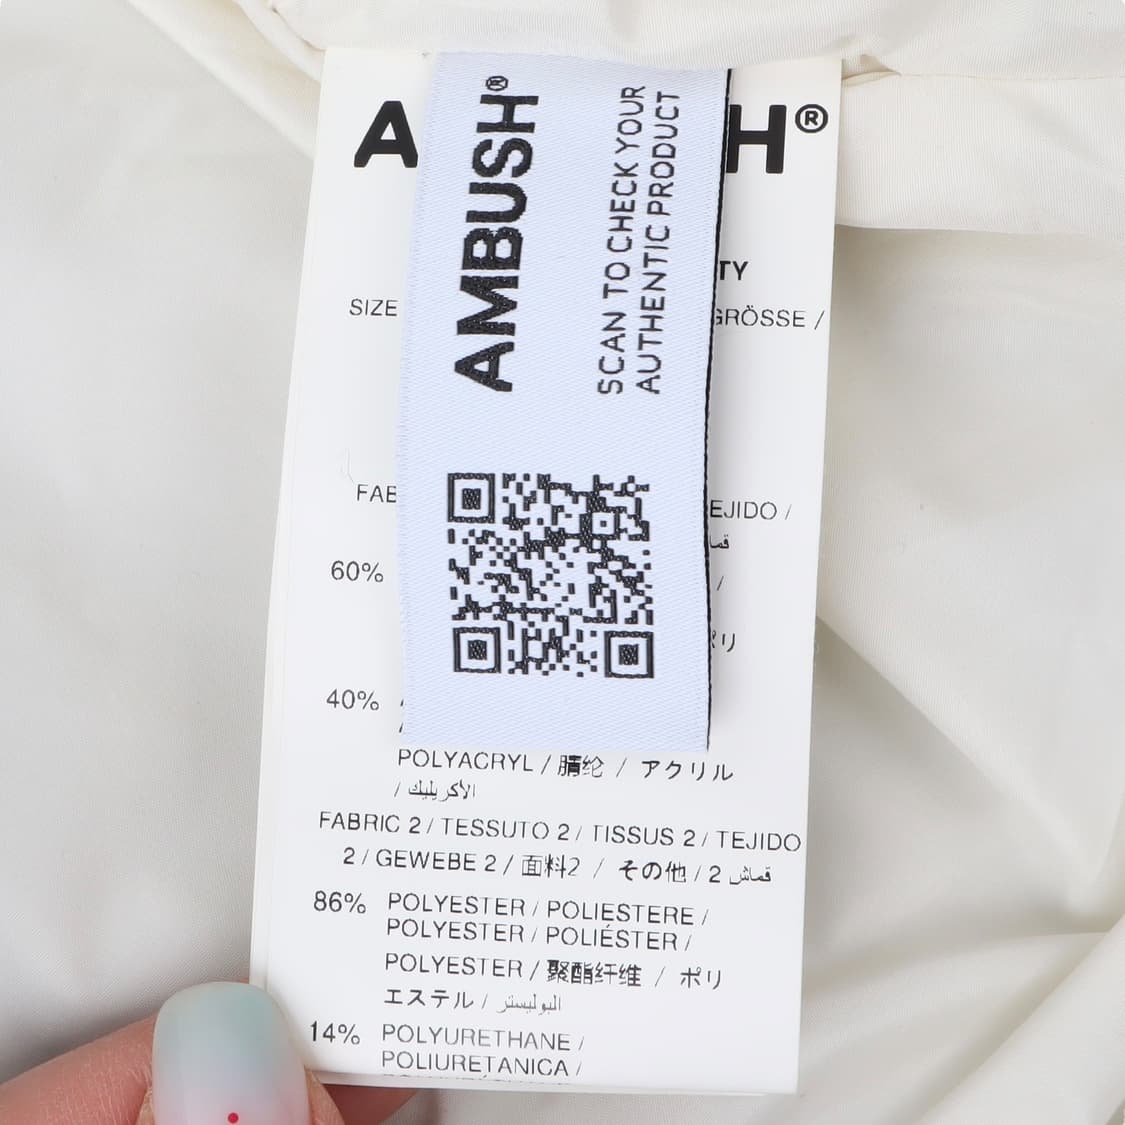 AMBUSH®
SCAN TO CHECK YOUR
AUTHENTIC PRODUCT
A
H®
TY
SIZE
GRÖSSE /
FAB
EJIDO /
قما
60%
/
リ
40%
POLYACRYL / 腈纶 / アクリル
/ الأكريليك
FABRIC 2 / TESSUTO 2 / TISSUS 2 / TEJIDO
2 / GEWEBE 2 / 面料2 / その他 / 2 قماش
86% POLYESTER / POLIESTERE /
POLYESTER / POLIÉSTER /
POLYESTER / 聚酯纤维 / ポリ
エステル / البوليستر
14% POLYURETHANE /
POLIURETANICA /